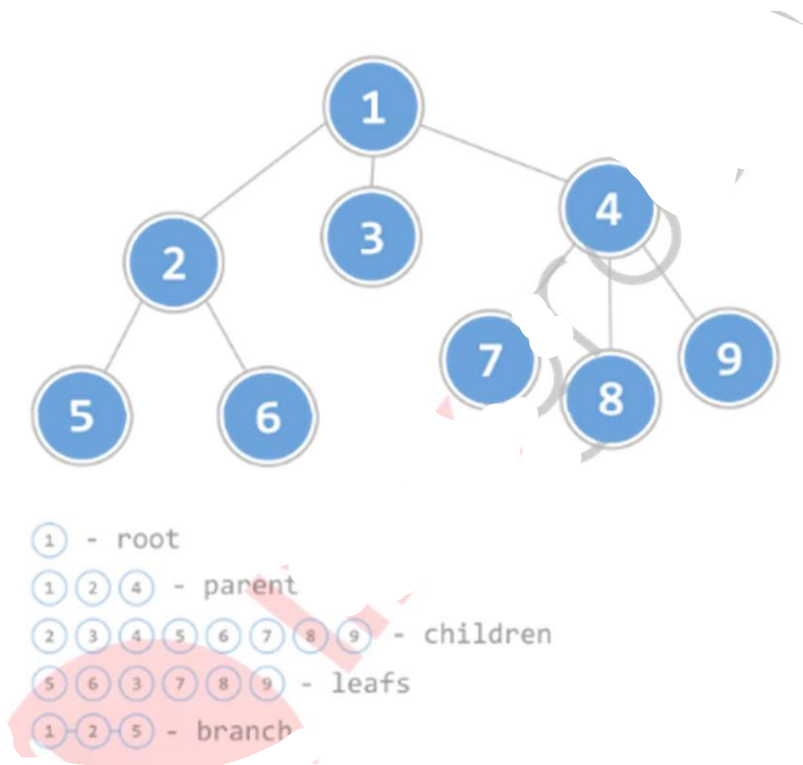 1
4
3
2
7
9
8
5
6
1 - root
1 2 4 - parent
2 3 4 5 6 7 8 9 - children
5 6 3 7 8 9 - leafs
1-2-5 - branch